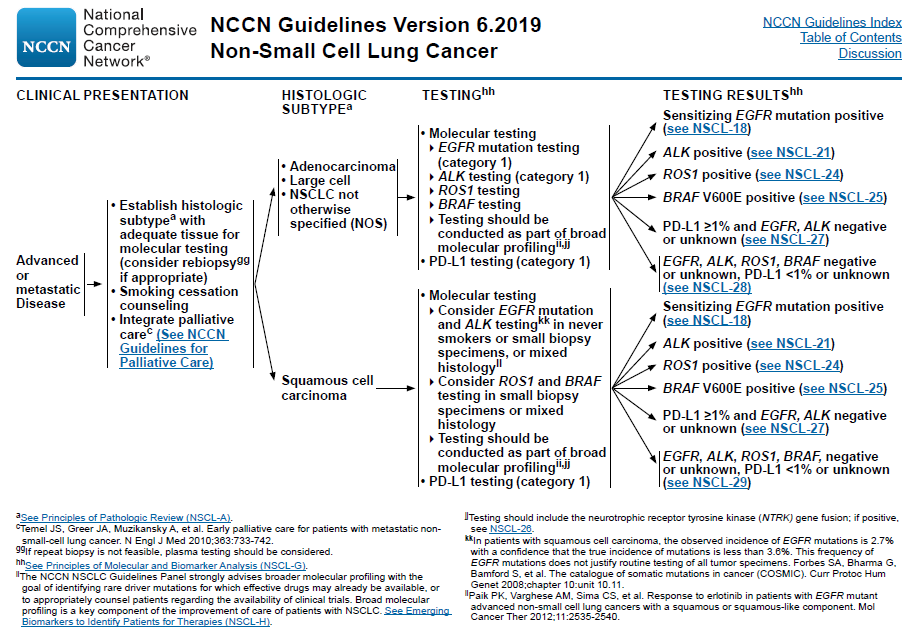 National
Comprehensive
Cancer
Network®
NCCN
NCCN Guidelines Version 6.2019
Non-Small Cell Lung Cancer
NCCN Guidelines Index
Table of Contents
Discussion
CLINICAL PRESENTATION
HISTOLOGIC
SUBTYPEa
TESTINGhh
TESTING RESULTShh
Advanced
or
metastatic
Disease
• Establish histologic
subtypea with
adequate tissue for
molecular testing
(consider rebiopsygg
if appropriate)
• Smoking cessation
counseling
• Integrate palliative
carec (See NCCN
Guidelines for
Palliative Care)
• Adenocarcinoma
• Large cell
• NSCLC not
otherwise
specified (NOS)
• Molecular testing
EGFR mutation testing
(category 1)
ALK testing (category 1)
ROS1 testing
BRAF testing
Testing should be
conducted as part of broad
molecular profilingii,jj
• PD-L1 testing (category 1)
Sensitizing EGFR mutation positive
(see NSCL-18)
ALK positive (see NSCL-21)
ROS1 positive (see NSCL-24)
BRAF V600E positive (see NSCL-25)
PD-L1 ≥1% and EGFR, ALK negative
or unknown (see NSCL-27)
EGFR, ALK, ROS1, BRAF negative
or unknown, PD-L1 <1% or unknown
(see NSCL-28)
Squamous cell
carcinoma
• Molecular testing
Consider EGFR mutation
and ALK testingkk in never
smokers or small biopsy
specimens, or mixed
histologyll
Consider ROS1 and BRAF
testing in small biopsy
specimens or mixed
histology
Testing should be
conducted as part of broad
molecular profilingii,jj
• PD-L1 testing (category 1)
Sensitizing EGFR mutation positive
(see NSCL-18)
ALK positive (see NSCL-21)
ROS1 positive (see NSCL-24)
BRAF V600E positive (see NSCL-25)
PD-L1 ≥1% and EGFR, ALK negative
or unknown (see NSCL-27)
EGFR, ALK, ROS1, BRAF, negative
or unknown, PD-L1 <1% or unknown
(see NSCL-29)
aSee Principles of Pathologic Review (NSCL-A).
cTemel JS, Greer JA, Muzikansky A, et al. Early palliative care for patients with metastatic non-
small-cell lung cancer. N Engl J Med 2010;363:733-742.
ggIf repeat biopsy is not feasible, plasma testing should be considered.
hhSee Principles of Molecular and Biomarker Analysis (NSCL-G).
iiThe NCCN NSCLC Guidelines Panel strongly advises broader molecular profiling with the
goal of identifying rare driver mutations for which effective drugs may already be available, or
to appropriately counsel patients regarding the availability of clinical trials. Broad molecular
profiling is a key component of the improvement of care of patients with NSCLC. See Emerging
Biomarkers to Identify Patients for Therapies (NSCL-H).
jjTesting should include the neurotrophic receptor tyrosine kinase (NTRK) gene fusion; if positive,
see NSCL-26.
kkIn patients with squamous cell carcinoma, the observed incidence of EGFR mutations is 2.7%
with a confidence that the true incidence of mutations is less than 3.6%. This frequency of
EGFR mutations does not justify routine testing of all tumor specimens. Forbes SA, Bharma G,
Bamford S, et al. The catalogue of somatic mutations in cancer (COSMIC). Curr Protoc Hum
Genet 2008;chapter 10:unit 10.11.
llPaik PK, Varghese AM, Sima CS, et al. Response to erlotinib in patients with EGFR mutant
advanced non-small cell lung cancers with a squamous or squamous-like component. Mol
Cancer Ther 2012;11:2535-2540.